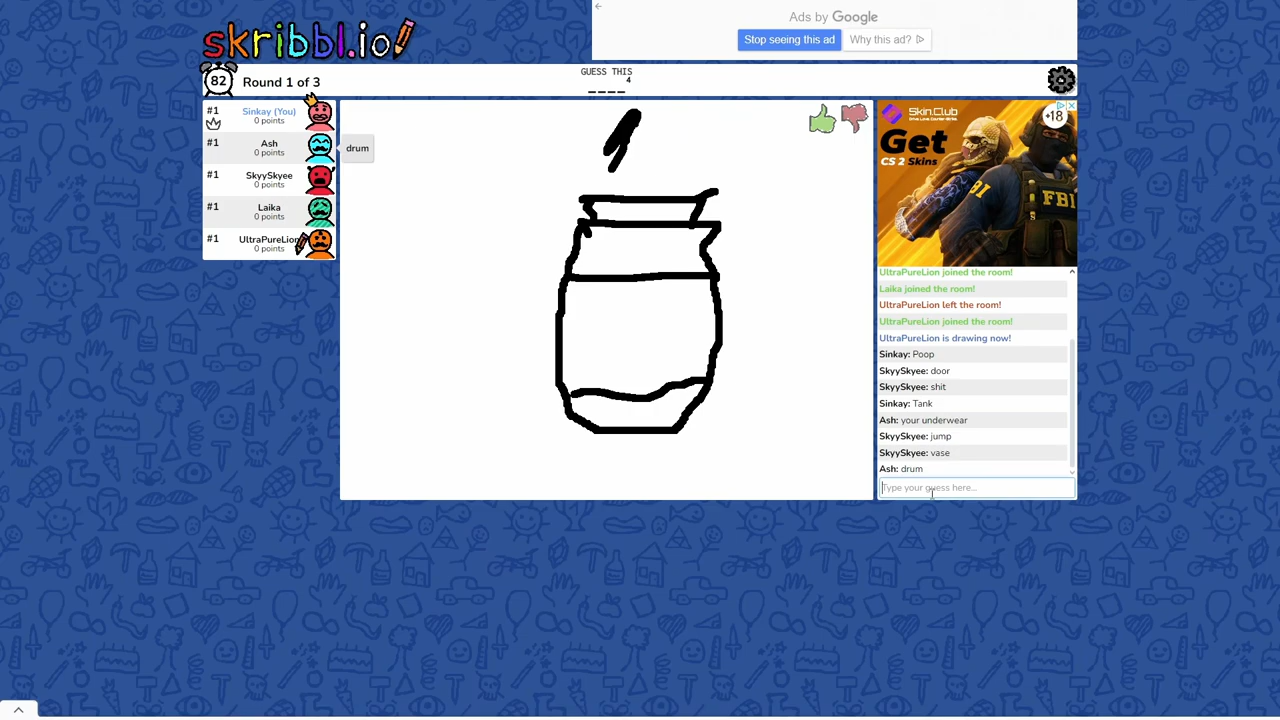 Ads by Google
Stop seeing this ad
Why this ad?
skribbl.io
82
Round 1 of 3
GUESS THIS
4
____
#1
Sinkay (You)
0 points
#1
Ash
0 points
drum
#1
SkyySkyee
0 points
#1
Laika
0 points
#1
UltraPureLion
0 points
Skin.Club
+18
Get
CS 2 Skins
FBI
UltraPureLion joined the room!
Laika joined the room!
UltraPureLion left the room!
UltraPureLion joined the room!
UltraPureLion is drawing now!
Sinkay: Poop
SkyySkyee: door
SkyySkyee: shit
Sinkay: Tank
Ash: your underwear
SkyySkyee: jump
SkyySkyee: vase
Ash: drum
Type your guess here...